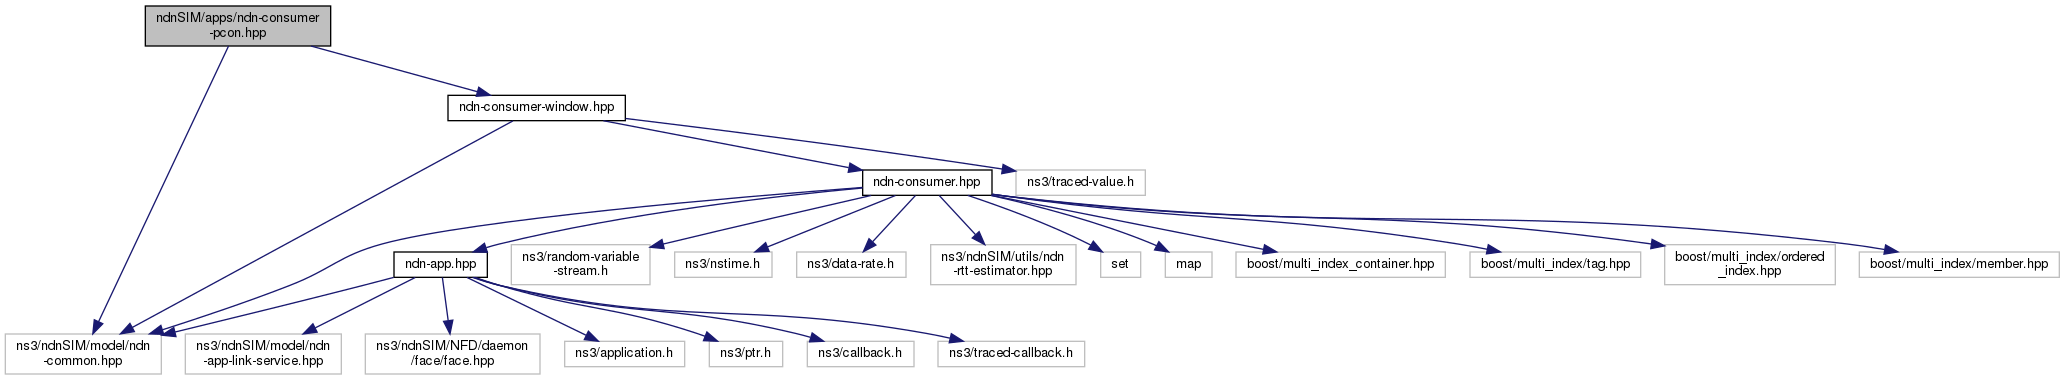 ndnSIM/apps/ndn-consumer
-pcon.hpp
ndn-consumer-window.hpp
ndn-consumer.hpp
ns3/traced-value.h
ndn-app.hpp
ns3/random-variable
-stream.h
ns3/nstime.h
ns3/data-rate.h
ns3/ndnSIM/utils/ndn
-rtt-estimator.hpp
set
map
boost/multi_index_container.hpp
boost/multi_index/tag.hpp
boost/multi_index/ordered
_index.hpp
boost/multi_index/member.hpp
ns3/ndnSIM/model/ndn
-common.hpp
ns3/ndnSIM/model/ndn
-app-link-service.hpp
ns3/ndnSIM/NFD/daemon
/face/face.hpp
ns3/application.h
ns3/ptr.h
ns3/callback.h
ns3/traced-callback.h